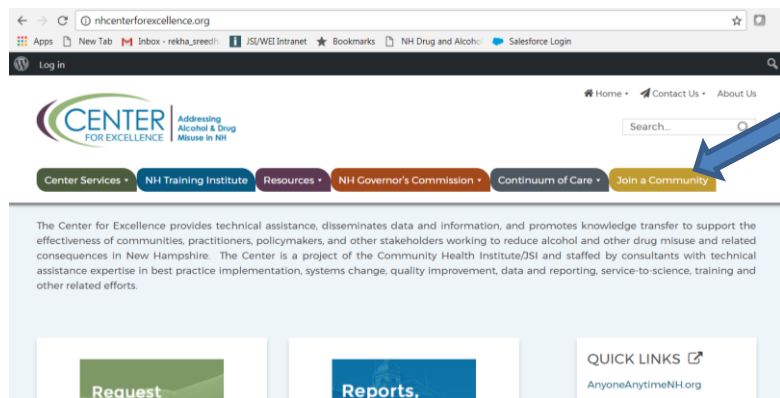 nhcenterforexcellence.org
Apps New Tab Inbox - rekha_sreedh JSI/WEI Intranet Bookmarks NH Drug and Alcoho Salesforce Login
Log in
Home Contact Us About Us
CENTER
FOR EXCELLENCE
Addressing
Alcohol & Drug
Misuse in NH
Search...
Center Services NH Training Institute Resources NH Governor's Commission Continuum of Care Join a Community
The Center for Excellence provides technical assistance, disseminates data and information, and promotes knowledge transfer to support the
effectiveness of communities, practitioners, policymakers, and other stakeholders working to reduce alcohol and other drug misuse and related
consequences in New Hampshire. The Center is a project of the Community Health Institute/JSI and staffed by consultants with technical
assistance expertise in best practice implementation, systems change, quality improvement, data and reporting, service-to-science, training and
other related efforts.
Request
Reports,
QUICK LINKS
AnyoneAnytimeNH.org